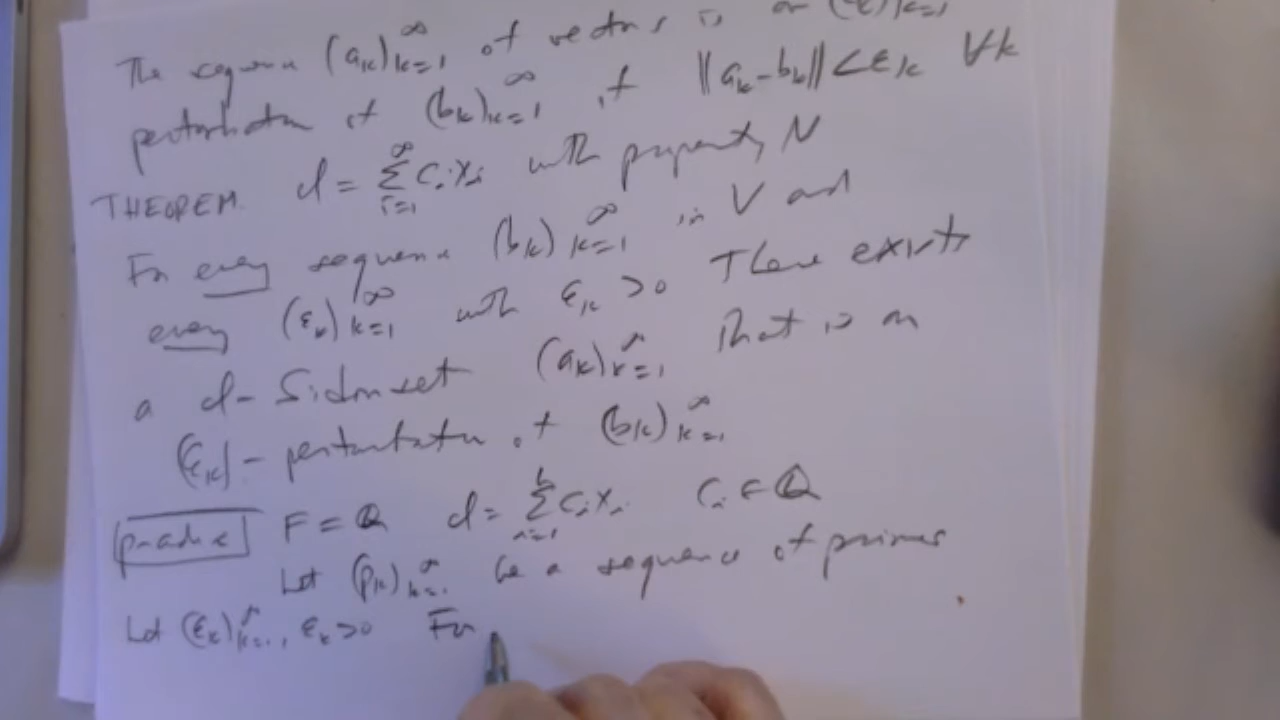 The sequence (a_k)_{k=1}^∞ of vectors is an (ε_k)_{k=1}
perturbation of (b_k)_{k=1}^∞ if ||a_k - b_k|| < ε_k ∀k
THEOREM. φ = ∑_{i=1}^∞ c_i x_i with property N
For every sequence (b_k)_{k=1}^∞ in V and
every (ε_k)_{k=1}^∞ with ε_k > 0 There exists
a φ-Sidon set (a_k)_{k=1}^∞ That is an
(ε_k)-perturbation of (b_k)_{k=1}^∞
p-adic F = Q φ = ∑_{i=1}^h c_i x_i c_i ∈ Q
Let (p_k)_{k=1}^∞ be a sequence of primes
Let (ε_k)_{k=1}^∞, ε_k > 0 For